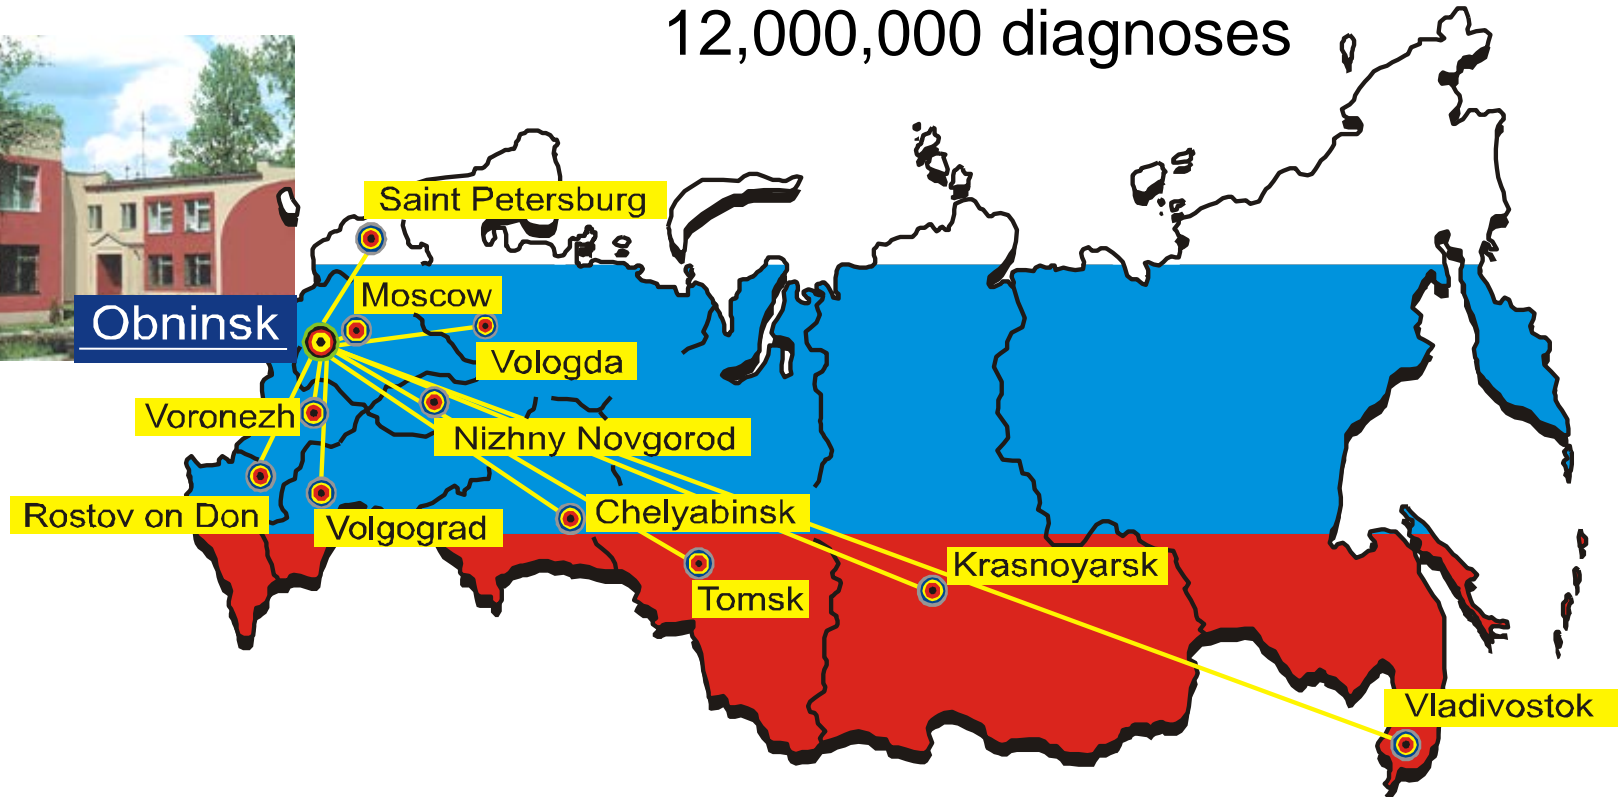 12,000,000 diagnoses
Saint Petersburg
Moscow
Obninsk
Vologda
Voronezh
Nizhny Novgorod
Rostov on Don
Volgograd
Chelyabinsk
Krasnoyarsk
Tomsk
Vladivostok